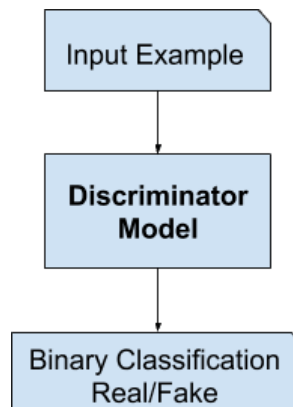 Input Example
Discriminator
Model
Binary Classification
Real/Fake